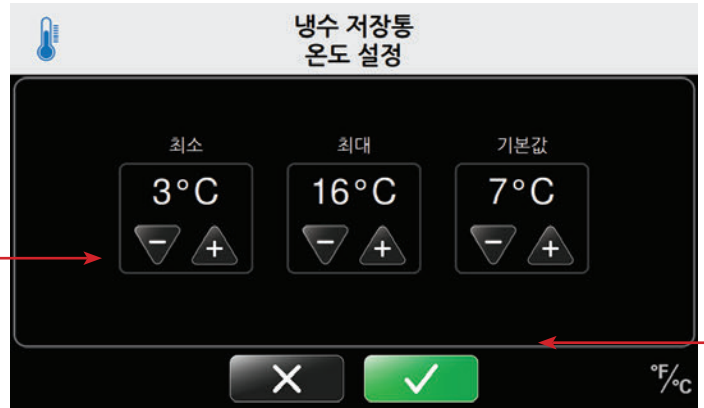 냉수 저장통
온도 설정
최소 최대 기본값
3°C 16°C 7°C
− + − + − +
°F/°C